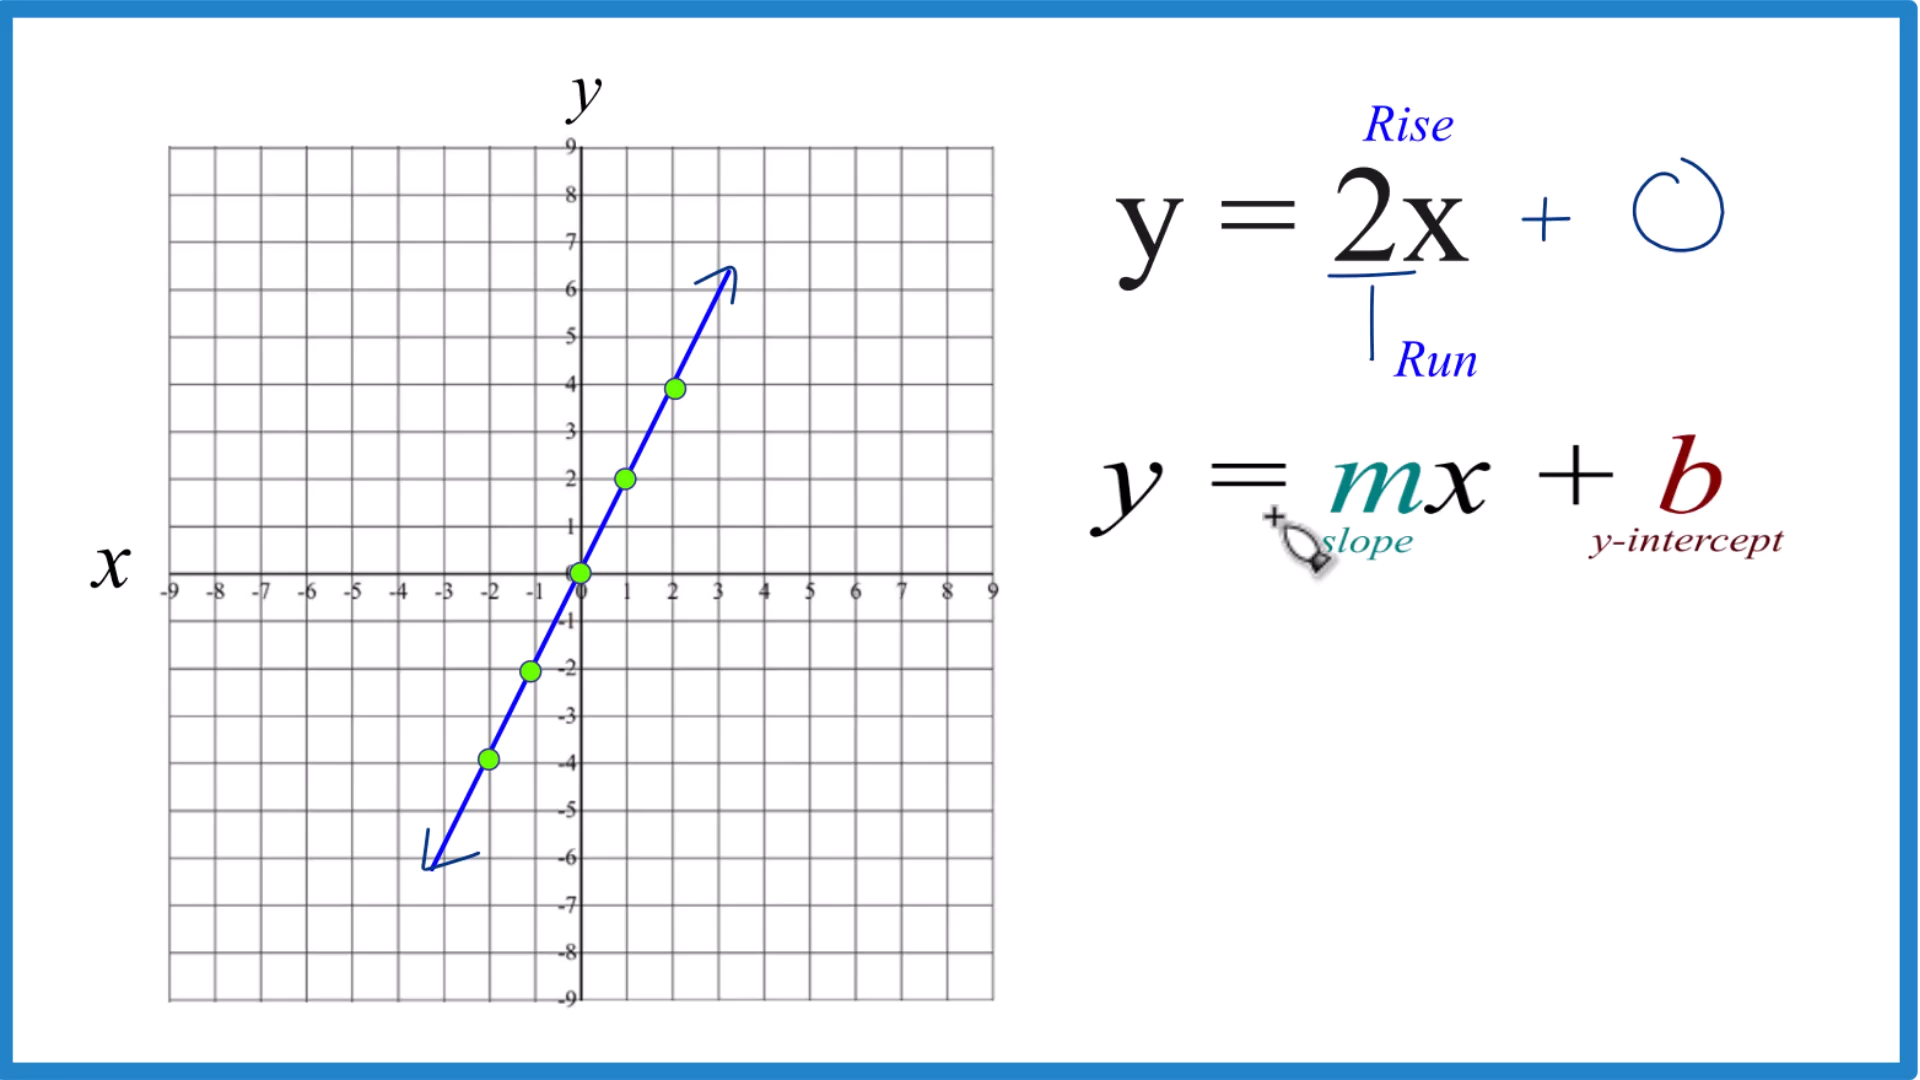 y
9
8
7
6
5
4
3
2
1
x
-9 -8 -7 -6 -5 -4 -3 -2 -1 0 1 2 3 4 5 6 7 8 9
-1
-2
-3
-4
-5
-6
-7
-8
-9
Rise
y = 2x + 0
1
Run
y = mx + b
slope y-intercept